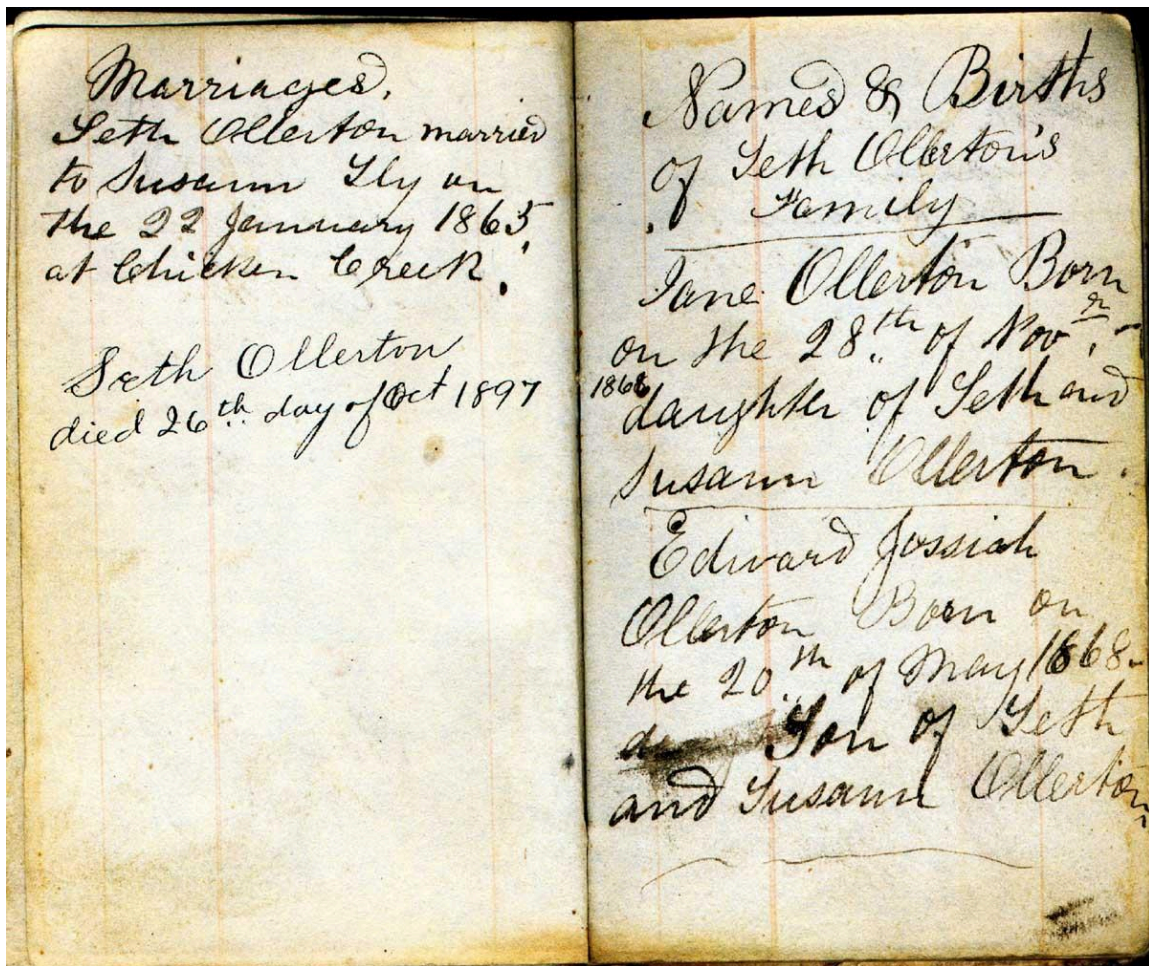 Marriages.
Seth Ollerton married
to Susann on
the 22 January 1865
at Chicken Creek.
Seth Ollerton
died 26th day of Oct 1897
Names & Births
of Seth Ollerton's
Family
Jane Ollerton Born
on the 28th of Novr.
daughter of Seth and
Susann Ollerton.
Edward Jossiah
Ollerton Born on
the 20th of May 1868
Son of Seth
and Susann Ollerton